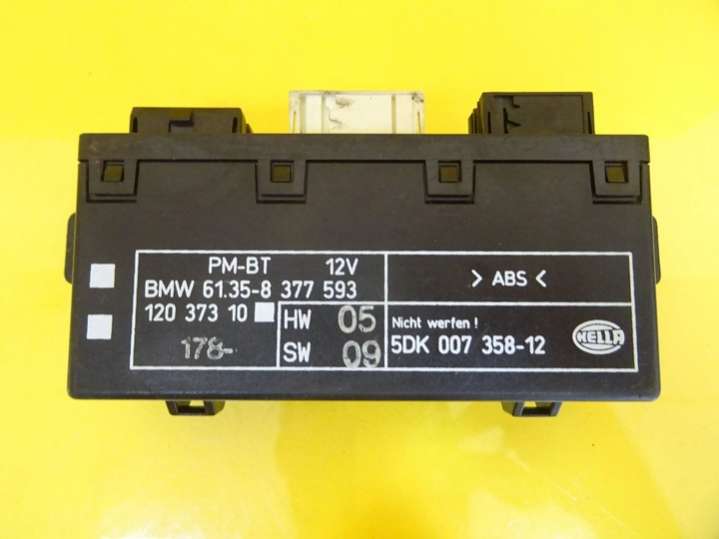 PM-BT 12V
BMW 61.35-8 377 593
120 373 10
178-
HW 05
SW 09
> ABS <
Nicht werfen !
5DK 007 358-12
HELLA